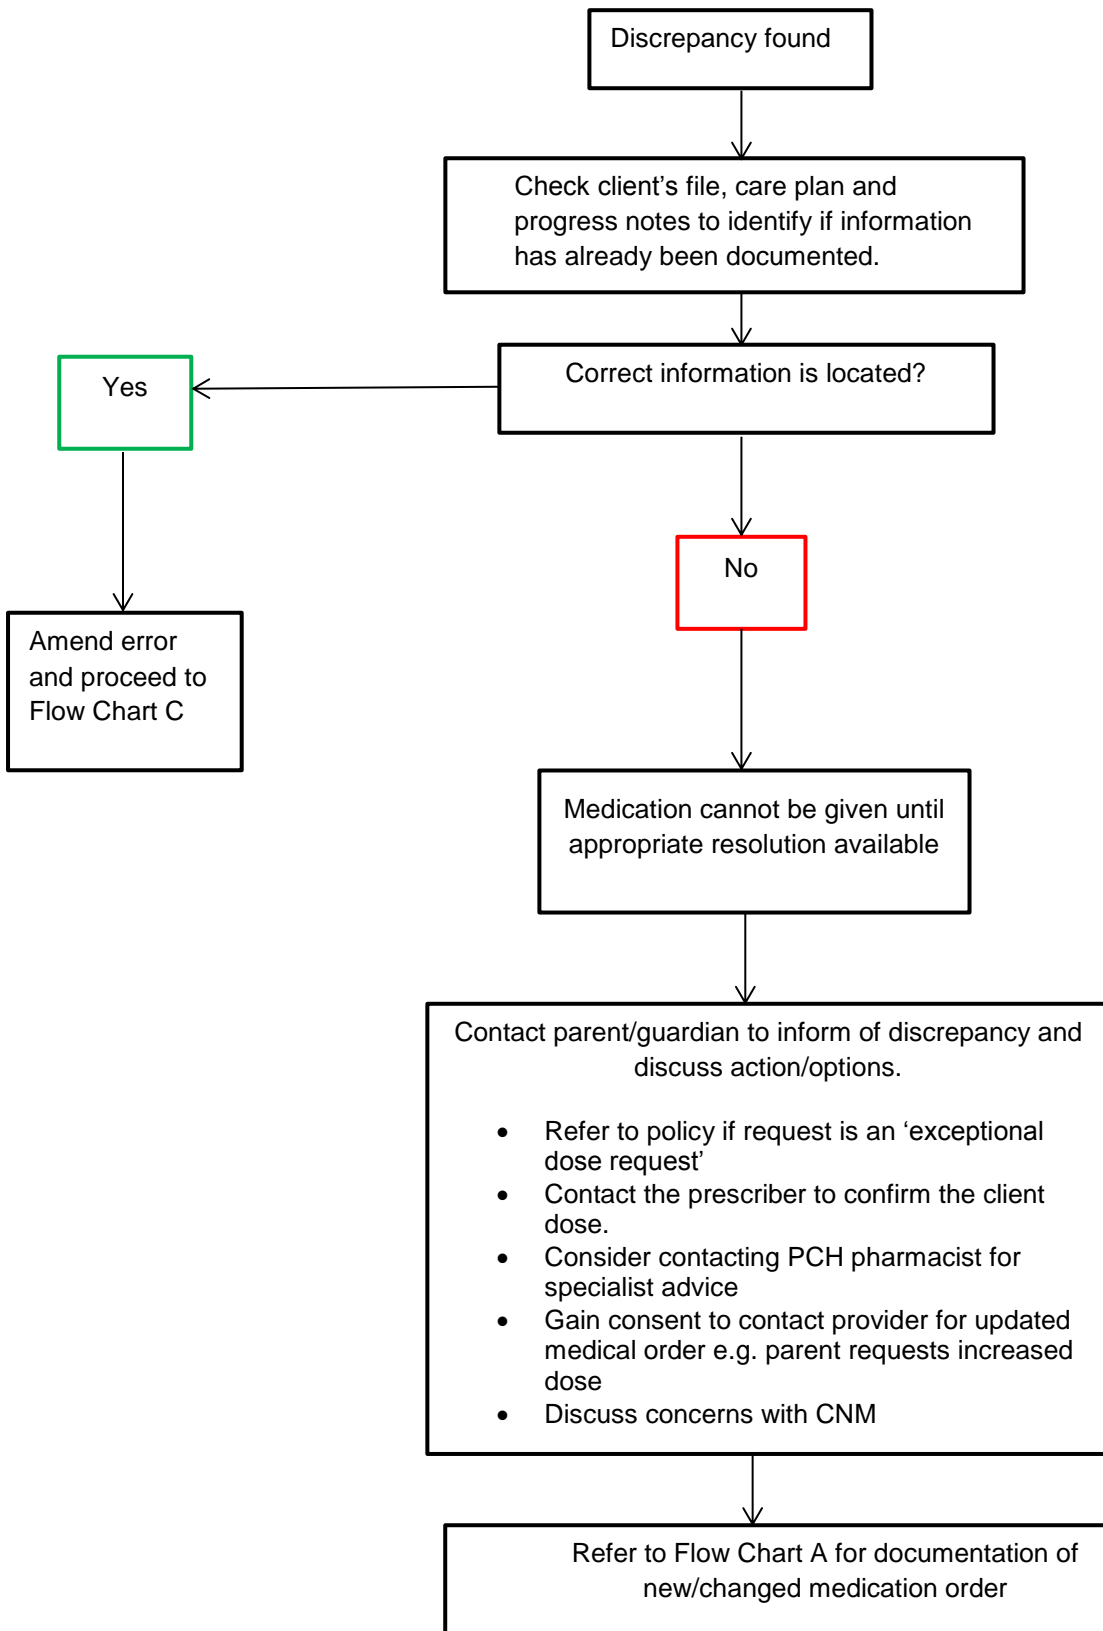 Discrepancy found
Check client’s file, care plan and
progress notes to identify if information
has already been documented.
Correct information is located?
Yes
No
Amend error
and proceed to
Flow Chart C
Medication cannot be given until
appropriate resolution available
Contact parent/guardian to inform of discrepancy and
discuss action/options.
• Refer to policy if request is an ‘exceptional
dose request’
• Contact the prescriber to confirm the client
dose.
• Consider contacting PCH pharmacist for
specialist advice
• Gain consent to contact provider for updated
medical order e.g. parent requests increased
dose
• Discuss concerns with CNM
Refer to Flow Chart A for documentation of
new/changed medication order